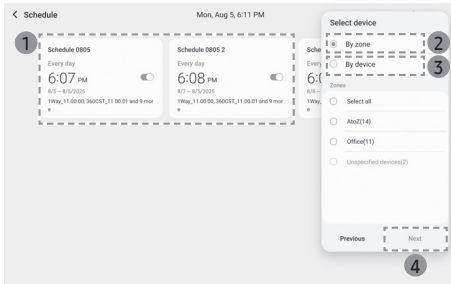 Schedule
Mon, Aug 5, 6:11 PM
1
Schedule 0805
Every day
6:07 PM
8/5 ~ 8/5/2025
1Way_11.00.00, 360CST_11.00.01 and 9 mor
e
Schedule 0805 2
Every day
6:08 PM
8/7 ~ 8/5/2025
1Way_11.00.00, 360CST_11.00.01 and 9 mor
e
Sche
Every
6:0
8/8 ~
1Way_
e
Select device
By zone
2
By device
3
Zones
Select all
AtoZ(14)
Office(11)
Unspecified devices(2)
Previous
Next
4